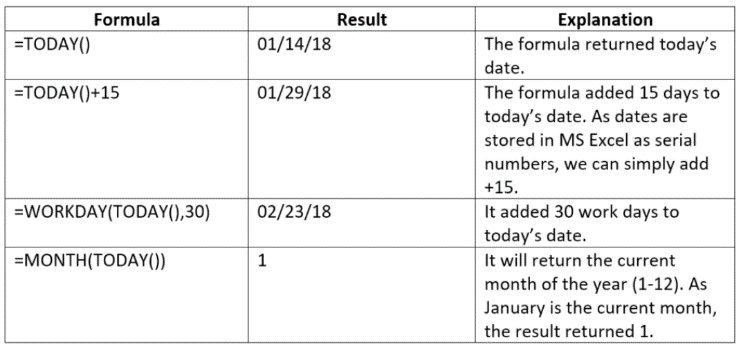 Formula Result Explanation
=TODAY() 01/14/18 The formula returned today's
date.
=TODAY()+15 01/29/18 The formula added 15 days to
today's date. As dates are
stored in MS Excel as serial
numbers, we can simply add
+15.
=WORKDAY(TODAY(),30) 02/23/18 It added 30 work days to
today's date.
=MONTH(TODAY()) 1 It will return the current
month of the year (1-12). As
January is the current month,
the result returned 1.